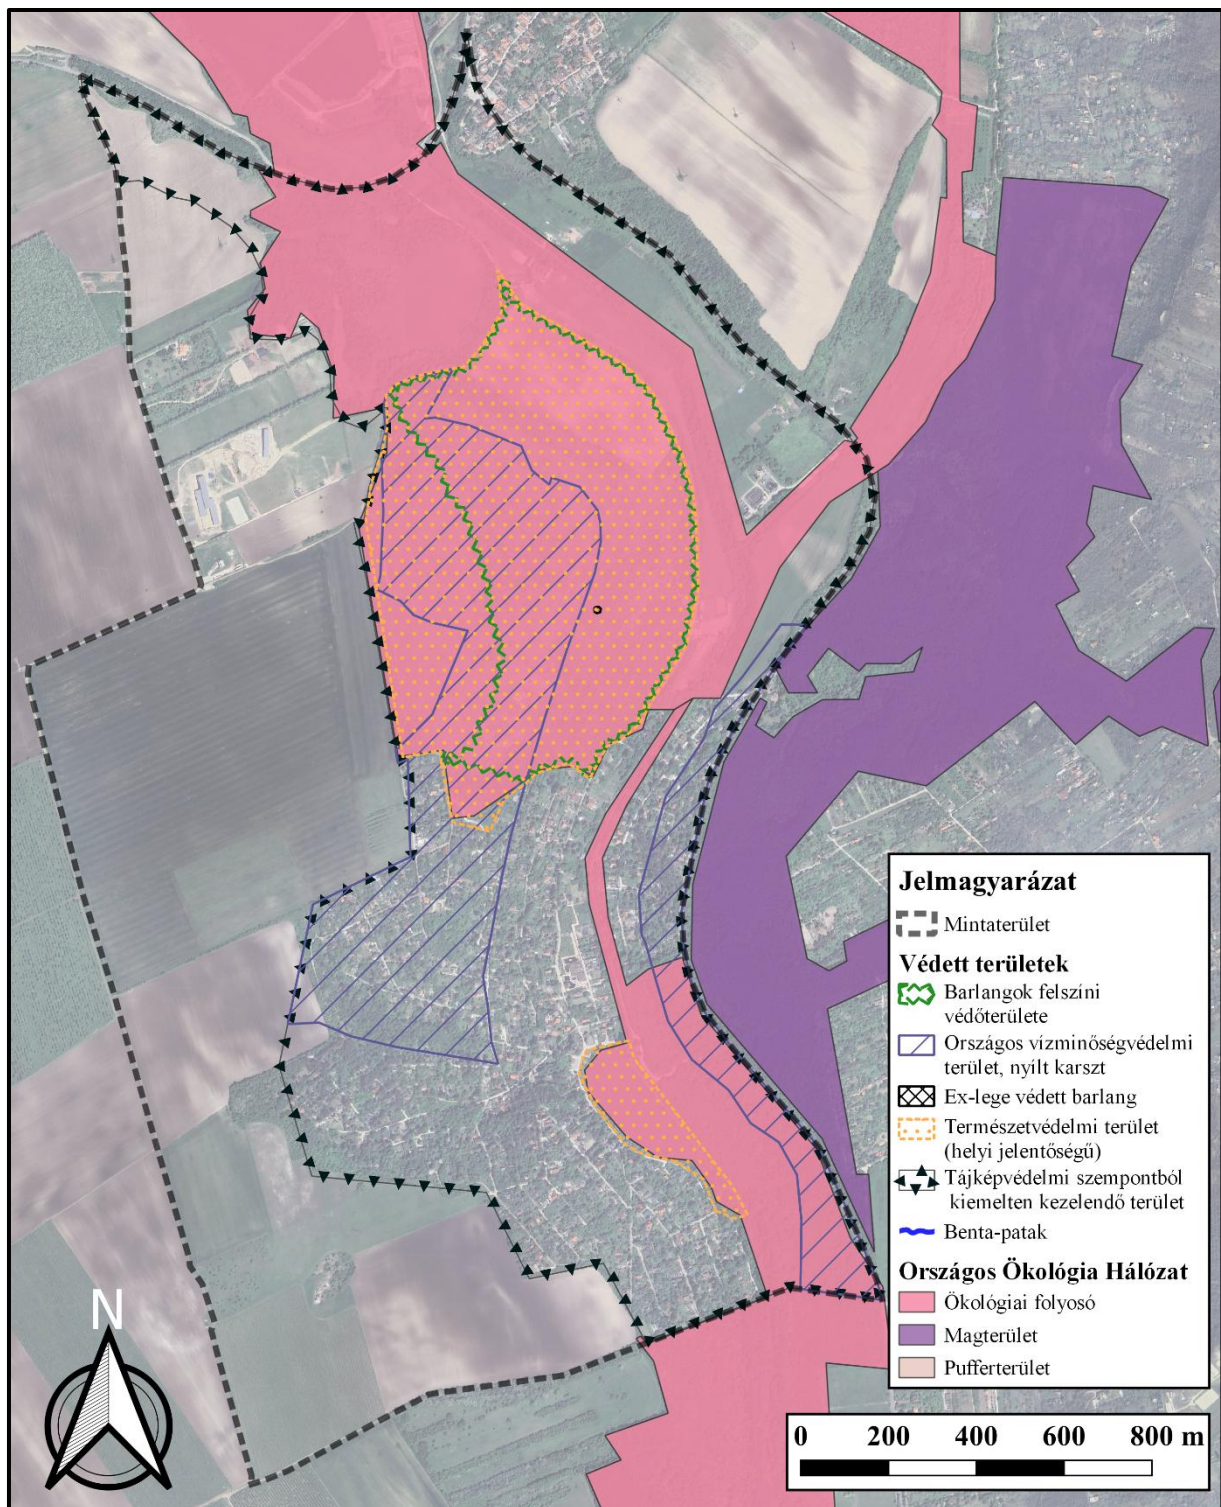 Jelmagyarázat
Mintaterület
Védett területek
Barlangok felszíni
védőterülete
Országos vízminőségvédelmi
terület, nyílt karszt
Ex-lege védett barlang
Természetvédelmi terület
(helyi jelentőségű)
Tájképvédelmi szempontból
kiemelten kezelendő terület
Benta-patak
Országos Ökológia Hálózat
Ökológiai folyosó
Magterület
Pufferterület
N
0 200 400 600 800 m